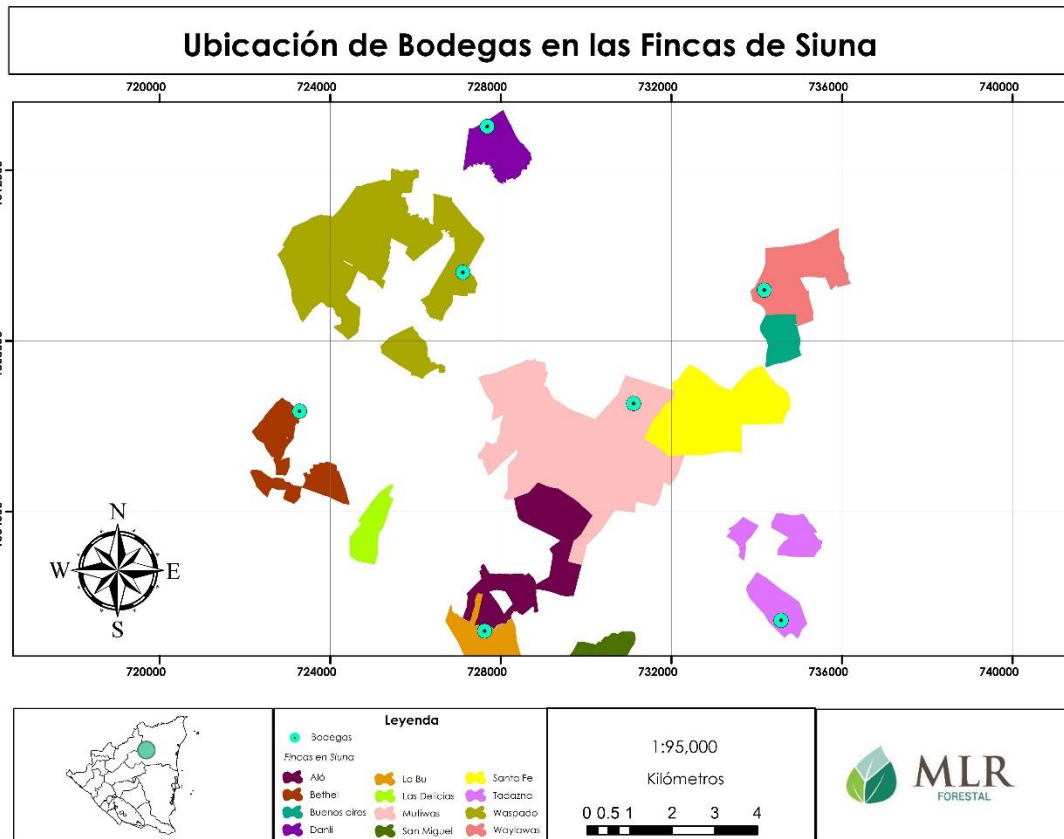 Ubicación de Bodegas en las Fincas de Siuna
720000 724000 728000 732000 736000 740000
N
W E
S
720000 724000 728000 732000 736000 740000
Leyenda
Bodegas
Fincas en Siuna
Aló La Bu Santa Fe
Bethel Las Delicias Tadazna
Buenos aires Mutiwas Waspado
Danlí San Miguel Waylawas
1:95,000
Kilómetros
0 0.5 1 2 3 4
MLR
FORESTAL